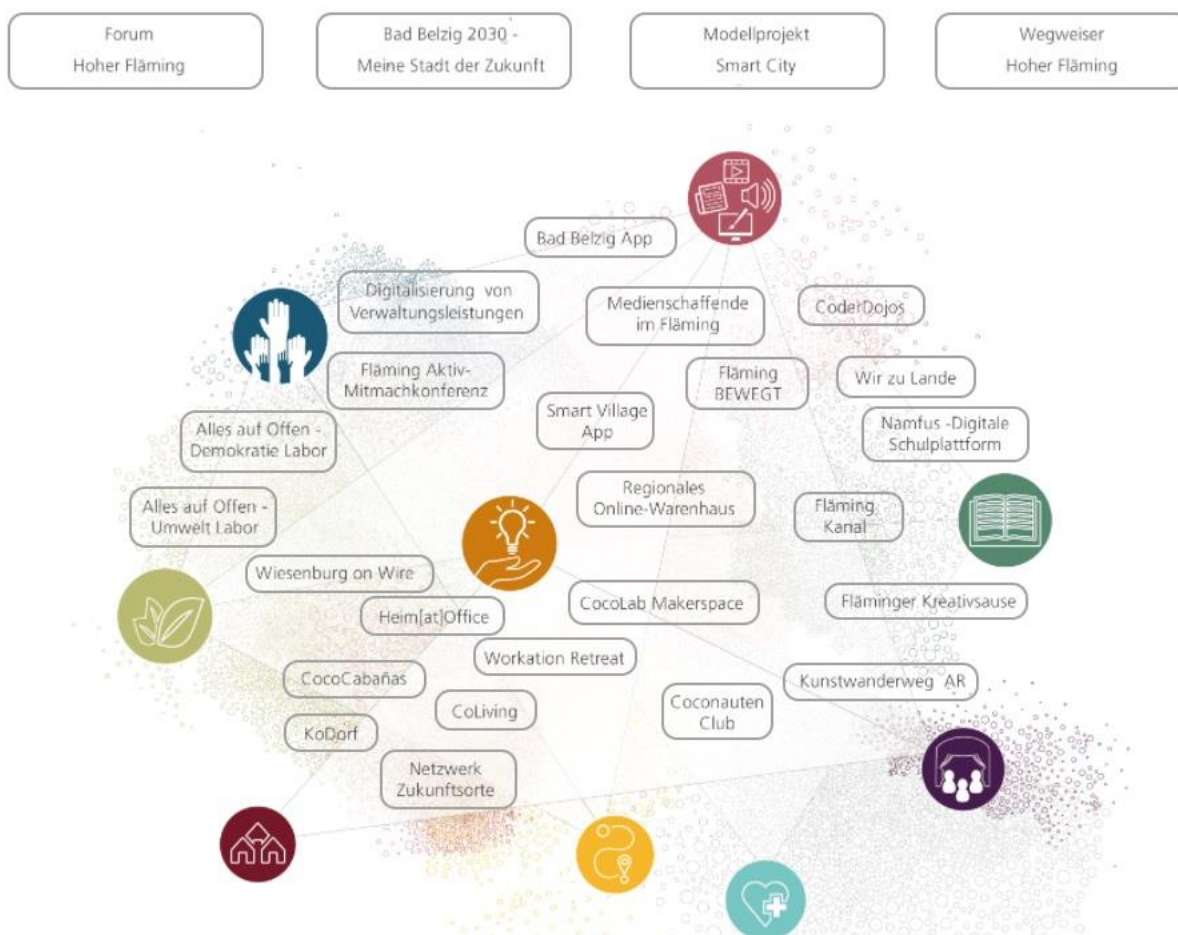 Forum
Hoher Fläming
Bad Belzig 2030 -
Meine Stadt der Zukunft
Modellprojekt
Smart City
Wegweiser
Hoher Fläming
Bad Belzig App
Digitalisierung von
Verwaltungsleistungen
Medienschaffende
im Fläming
CoderDojos
Fläming Aktiv-
Mitmachkonferenz
Fläming
BEWEGT
Wir zu Lande
Smart Village
App
Alles auf Offen -
Demokratie Labor
Namfus -Digitale
Schulplattform
Alles auf Offen -
Umwelt Labor
Regionales
Online-Warenhaus
Fläming
Kanal
Wiesenburg on Wire
Heim[at]Office
CocoLab Makerspace
Fläminger Kreativsause
Workation Retreat
CocoCabañas
Kunstwanderweg AR
CoLiving
Coconauten
Club
KoDorf
Netzwerk
Zukunftsorte